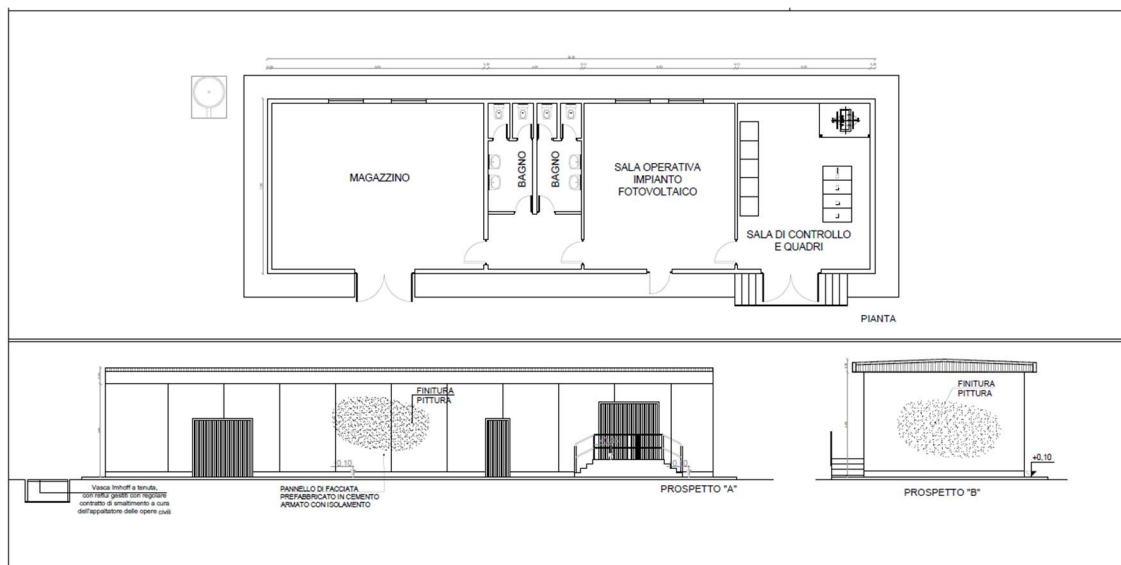 MAGAZZINO
BAGNO
BAGNO
SALA OPERATIVA
IMPIANTO
FOTOVOLTAICO
SALA DI CONTROLLO
E QUADRI
PIANTA
FINITURA
PITTURA
+0.10
+0.10
Vasca Imhoff a tenuta,
con reflui gestiti con regolare
contratto di smaltimento a cura
dell'appaltatore delle opere civili
PANNELLO DI FACCIATA
PREFABBRICATO IN CEMENTO
ARMATO CON ISOLAMENTO
PROSPETTO "A"
FINITURA
PITTURA
+0.10
PROSPETTO "B"